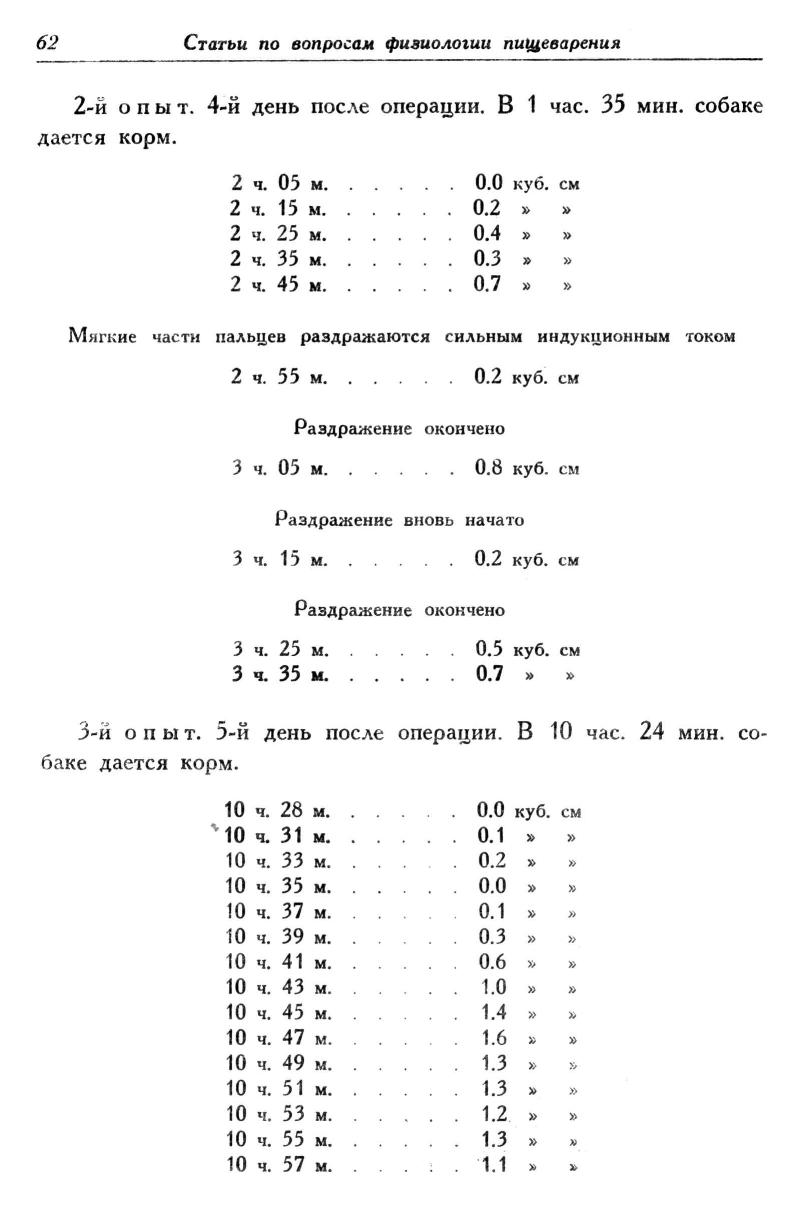 62 Статьи по вопросам физиологии пищеварения
2-й опыт. 4-й день после операции. В 1 час. 35 мин. собаке
дается корм.
2 ч. 05 м. . . . . . 0.0 куб. см
2 ч. 15 м. . . . . . 0.2 » »
2 ч. 25 м. . . . . . 0.4 » »
2 ч. 35 м. . . . . . 0.3 » »
2 ч. 45 м. . . . . . 0.7 » »
Мягкие части пальцев раздражаются сильным индукционным током
2 ч. 55 м. . . . . . 0.2 куб. см
Раздражение окончено
3 ч. 05 м. . . . . . 0.8 куб. см
Раздражение вновь начато
3 ч. 15 м. . . . . . 0.2 куб. см
Раздражение окончено
3 ч. 25 м. . . . . . 0.5 куб. см
3 ч. 35 м. . . . . . 0.7 » »
3-й опыт. 5-й день после операции. В 10 час. 24 мин. со-
баке дается корм.
10 ч. 28 м. . . . . . 0.0 куб. см
10 ч. 31 м. . . . . . 0.1 » »
10 ч. 33 м. . . . . . 0.2 » »
10 ч. 35 м. . . . . . 0.0 » »
10 ч. 37 м. . . . . . 0.1 » »
10 ч. 39 м. . . . . . 0.3 » »
10 ч. 41 м. . . . . . 0.6 » »
10 ч. 43 м. . . . . . 1.0 » »
10 ч. 45 м. . . . . . 1.4 » »
10 ч. 47 м. . . . . . 1.6 » »
10 ч. 49 м. . . . . . 1.3 » »
10 ч. 51 м. . . . . . 1.3 » »
10 ч. 53 м. . . . . . 1.2 » »
10 ч. 55 м. . . . . . 1.3 » »
10 ч. 57 м. . . . . . 1.1 » »